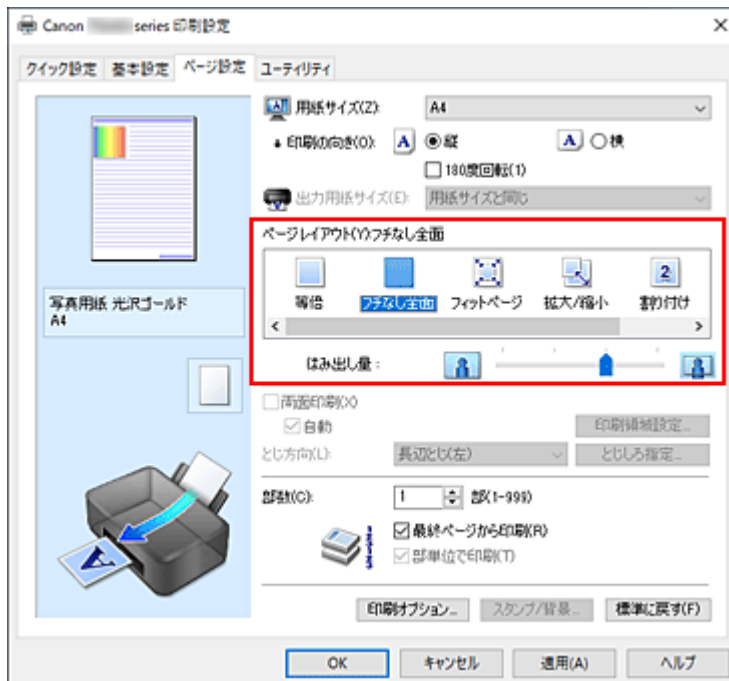 Canon series 印刷設定
クイック設定 基本設定 ページ設定 ユーティリティ
用紙サイズ(Z): A4
印刷の向き(O): A 縦 A 横
180度回転(1)
出力用紙サイズ(E): 用紙サイズと同じ
ページレイアウト(Y):フチなし全面
等倍 フチなし全面 フィットページ 拡大/縮小 割り付け
はみ出し量:
写真用紙 光沢ゴールド
A4
両面印刷(X)
自動
印刷領域設定...
とじ方向(L): 長辺とじ(左) とじしろ指定...
部数(C): 1 部(1-999)
最終ページから印刷(R)
部単位で印刷(T)
印刷オプション... スタンプ/背景... 標準に戻す(F)
OK キャンセル 適用(A) ヘルプ